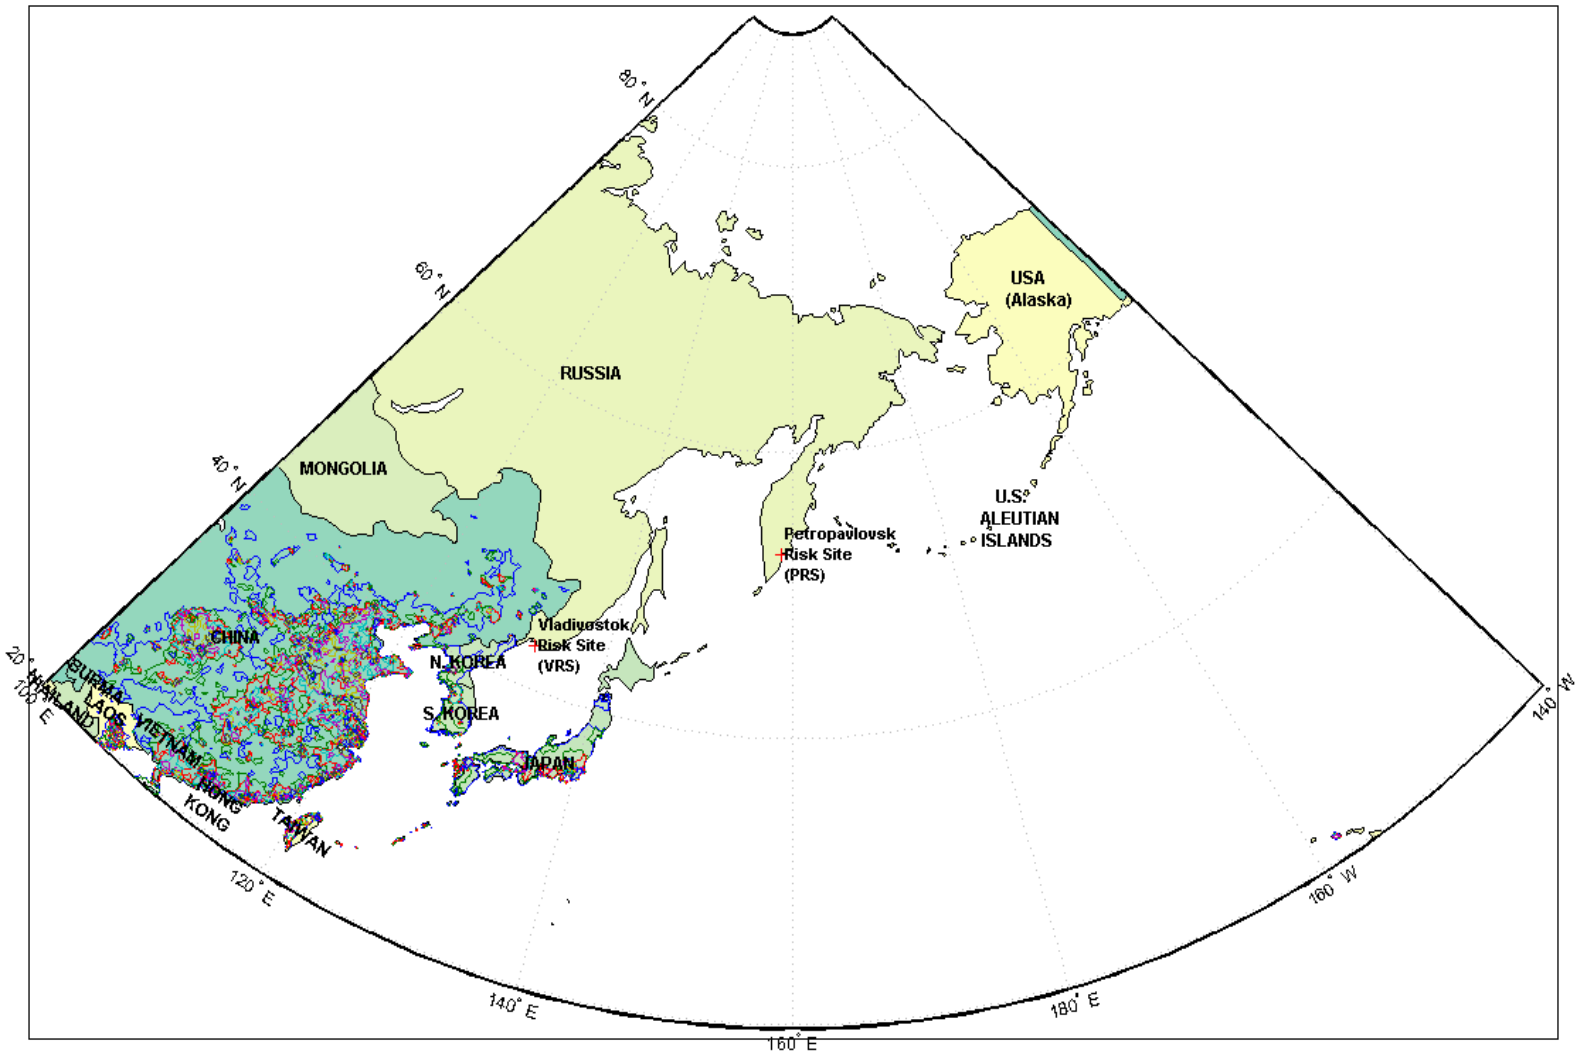 80° N
60° N
40° N
20° N
100° E
120° E
140° E
160° E
180° E
160° W
140° W
USA
(Alaska)
RUSSIA
MONGOLIA
U.S.
ALEUTIAN
ISLANDS
Petropavlovsk
Risk Site
(PRS)
Vladivostok
Risk Site
(VRS)
CHINA
N. KOREA
S. KOREA
JAPAN
BURMA
THAILAND
LAOS
VIETNAM
HONG
KONG
TAIWAN